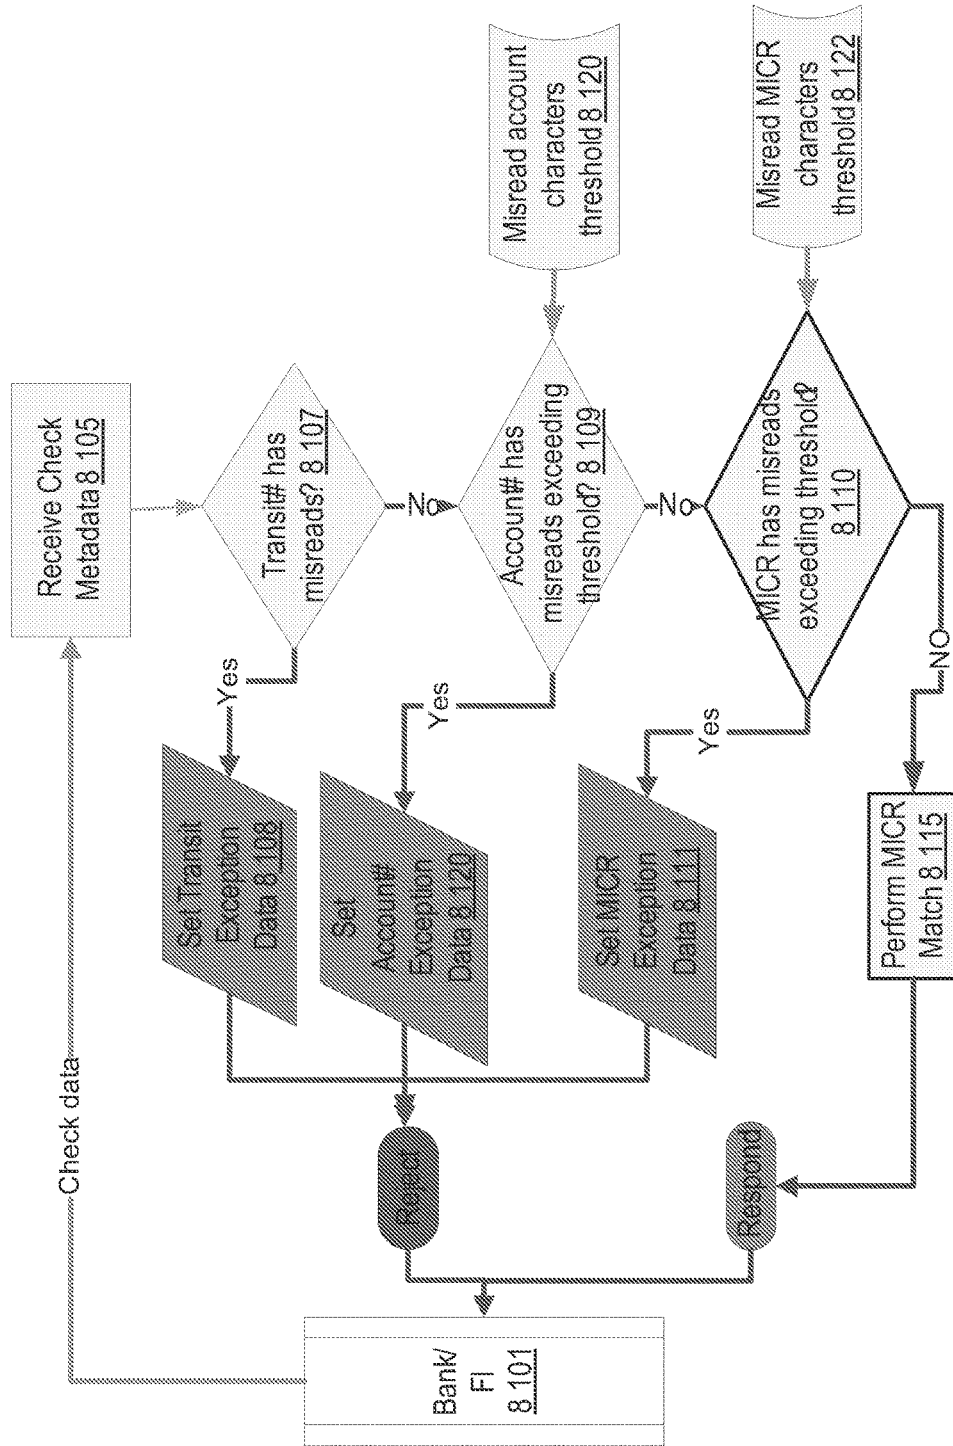 Check data
Receive Check
Metadata 8 105
Transit# has
misreads? 8 107
Yes
No
Set Transit
Exception
Data 8 108
Account# has
misreads exceeding
threshold? 8 109
Misread account
characters
threshold 8 120
Yes
No
Set
Account#
Exception
Data 8 120
MICR has misreads
exceeding threshold?
8 110
Misread MICR
characters
threshold 8 122
Yes
NO
Set MICR
Exception
Data 8 111
Perform MICR
Match 8 115
Reject
Respond
Bank/
FI
8 101